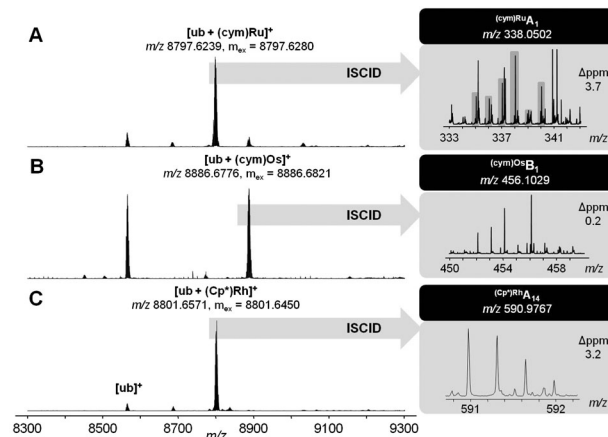 A
[ub + (cym)Ru]⁺
m/z 8797.6239, mₑₓ = 8797.6280
ISCID
(cym)RuA₁
m/z 338.0502
Δppm
3.7
333 337 341
B
[ub + (cym)Os]⁺
m/z 8886.6776, mₑₓ = 8886.6821
ISCID
(cym)OsB₁
m/z 456.1029
Δppm
0.2
450 454 456 458
C
[ub + (Cp*)Rh]⁺
m/z 8801.6571, mₑₓ = 8801.6450
ISCID
(Cp*)RhA₁₄
m/z 590.9767
Δppm
3.2
[ub]⁺
591 592 m/z
8300 8500 8700 8900 9100 9300
m/z